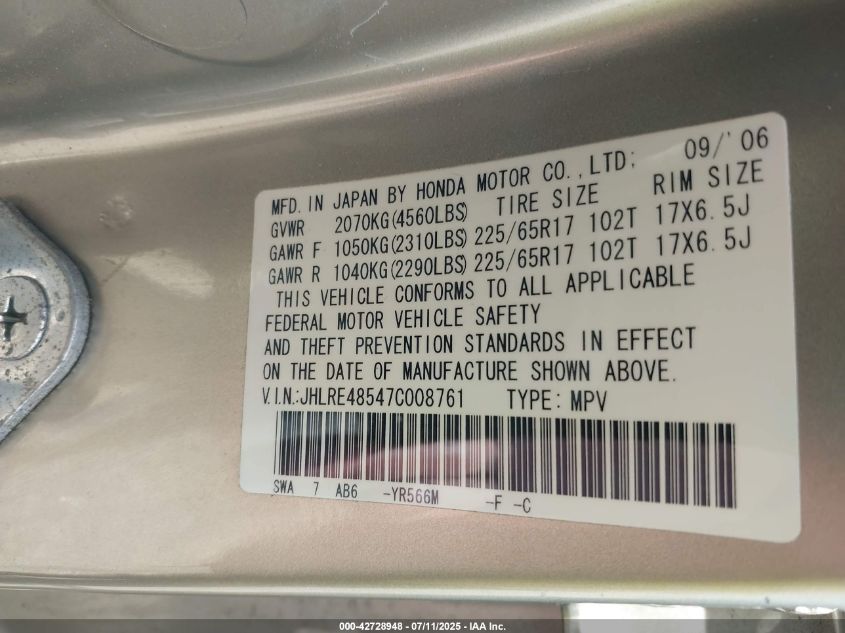 09/'06
MFD. IN JAPAN BY HONDA MOTOR CO.,LTD;
GVWR 2070KG(4560LBS) TIRE SIZE RIM SIZE
GAWR F 1050KG(2310LBS) 225/65R17 102T 17X6.5J
GAWR R 1040KG(2290LBS) 225/65R17 102T 17X6.5J
THIS VEHICLE CONFORMS TO ALL APPLICABLE
FEDERAL MOTOR VEHICLE SAFETY
AND THEFT PREVENTION STANDARDS IN EFFECT
ON THE DATE OF MANUFACTURE SHOWN ABOVE.
V.I.N.:JHLRE48547C008761 TYPE: MPV
SWA 7 AB6 -YR566M -F -C
000-42728948 - 07/11/2025 - IAA Inc.